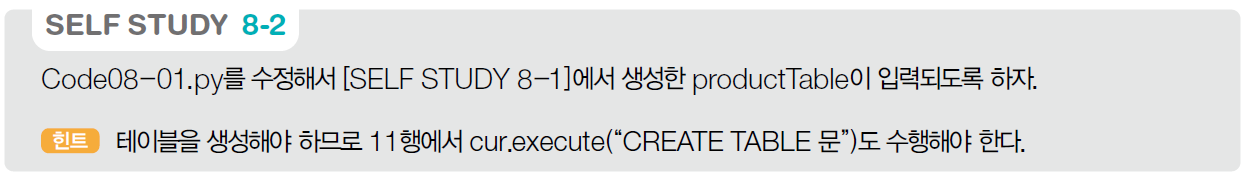 SELF STUDY 8-2
Code08-01.py를 수정해서 [SELF STUDY 8-1]에서 생성한 productTable이 입력되도록 하자.
힌트 테이블을 생성해야 하므로 11행에서 cur.execute(“CREATE TABLE 문”)도 수행해야 한다.